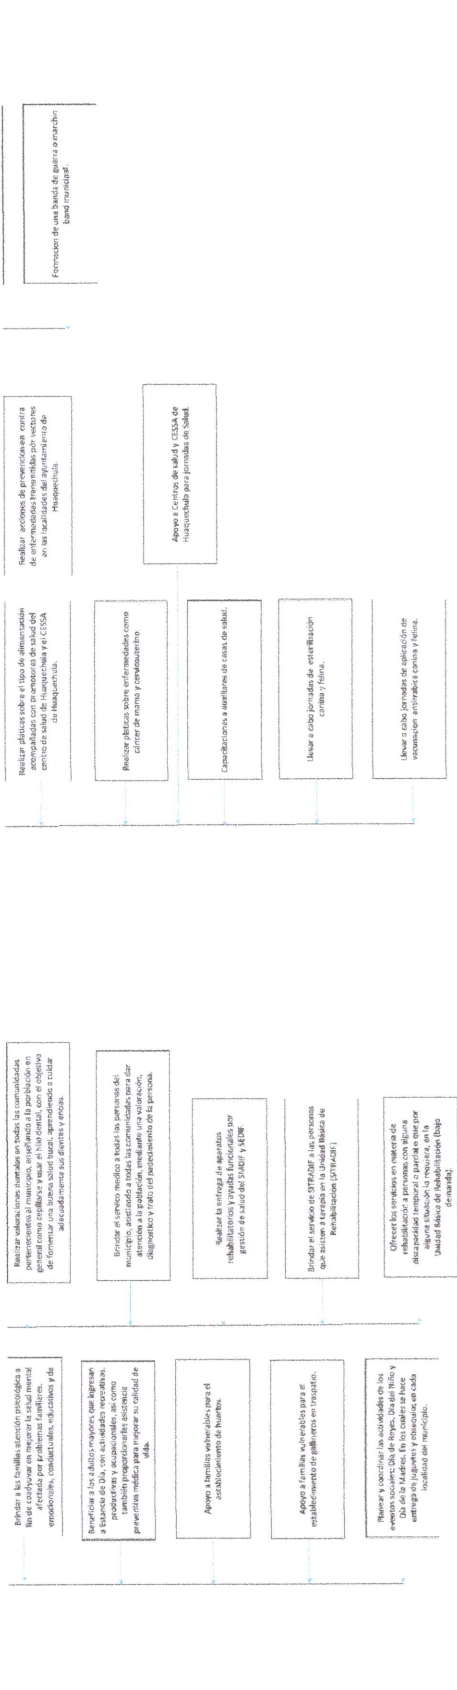 Brindar a las familias atención psicológica a
fin de coadyuvar en mejorar la salud mental
afectada por problemas familiares,
emocionales, conductuales, educativos y de
Beneficiar a los adultos mayores que ingresan
a Estancia de Día, con actividades recreativas,
productivas y ocupacionales, así como
también proporcionarles asistencia
preventiva médica para mejorar su calidad de
vida.
Apoyo a familias vulnerables para el
establecimiento de huertos.
Apoyo a familias vulnerables para el
establecimiento de gallineros en traspatio.
Planear y coordinar las actividades de los
eventos sociales; Día de Reyes, Día del Niño y
Día de la Madres. En los cuales se hace
entrega de juguetes y obsequios en cada
localidad del municipio.
Realizar valoraciones dentales en todas las comunidades
pertenecientes al municipio, enseñando a la población en
general como cepillarse y usar el hilo dental, con el objetivo
de fomentar una buena salud bucal, aprendiendo a cuidar
adecuadamente sus dientes y encías.
Brindar el servicio medico a todas las personas del
municipio, asistiendo a todas las comunidades para dar
atención a la población, mediante una valoración,
diagnóstico y trato del padecimiento de la persona.
Realizar la entrega de aparatos
rehabilitatorios y ayudas funcionales por
gestión de salud del SMDIF y SEDIF
Brindar el servicio de SITRADIF a las personas
que asisten a terapia en la Unidad Básica de
Rehabilitación (SITRADIF)
Ofrecer los servicios en materia de
rehabilitación a personas con alguna
discapacidad temporal o parcial o que por
alguna situación la requiera, en la
Unidad Básica de Rehabilitación (bajo
demanda).
Realizar pláticas sobre el tipo de alimentación
acompañadas con promotoras de salud del
centro de salud de Huaquechula y el CESSA
de Huaquechula.
Realizar pláticas sobre enfermedades como
cáncer de mama y cervicouterino.
Capacitaciones a auxiliares de casas de salud.
Llevar a cabo jornadas de esterilización
canina y felina.
Llevar a cabo jornadas de aplicación de
vacunación antirrábica canina y felina.
Realizar acciones de prevencion en contra
de enfermedades transmitidas por vectores
en las localidades del ayuntamiento de
Huaquechula.
Apoyo a Centros de salud y CESSA de
Huaquechula para jornadas de Salud.
Formacion de una banda de guerra o marchin
band municipal.